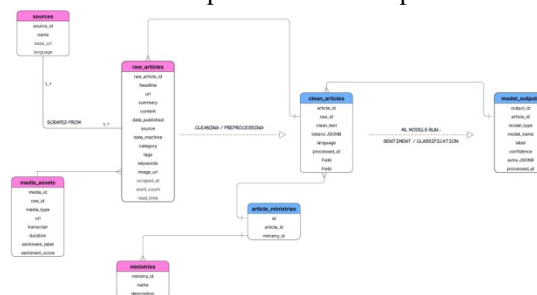 sources
source_id
name
base_url
language
1..*
SCRAPED FROM
1..*
raw_articles
raw_article_id
headline
url
summary
content
date_published
source
date_machine
category
tags
keywords
image_url
scraped_at
word_count
read_time
CLEANING / PREPROCESSING
clean_articles
article_id
raw_id
clean_text
tokens JSONB
language
processed_at
Field
Field
ML MODELS RUN:
SENTIMENT / CLASSIFICATION
model_output
output_id
article_id
model_type
model_name
label
confidence
extra JSONB
processed_at
media_assets
media_id
raw_id
media_type
url
transcript
duration
sentiment_label
sentiment_score
article_ministries
id
article_id
ministry_id
ministries
ministry_id
name
description